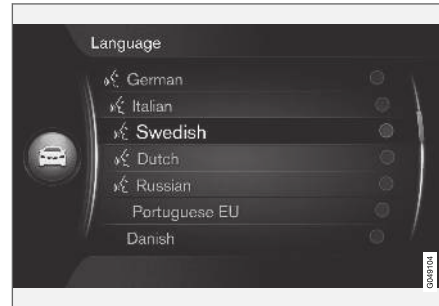 Language
German
Italian
Swedish
Dutch
Russian
Portuguese EU
Danish
G049104